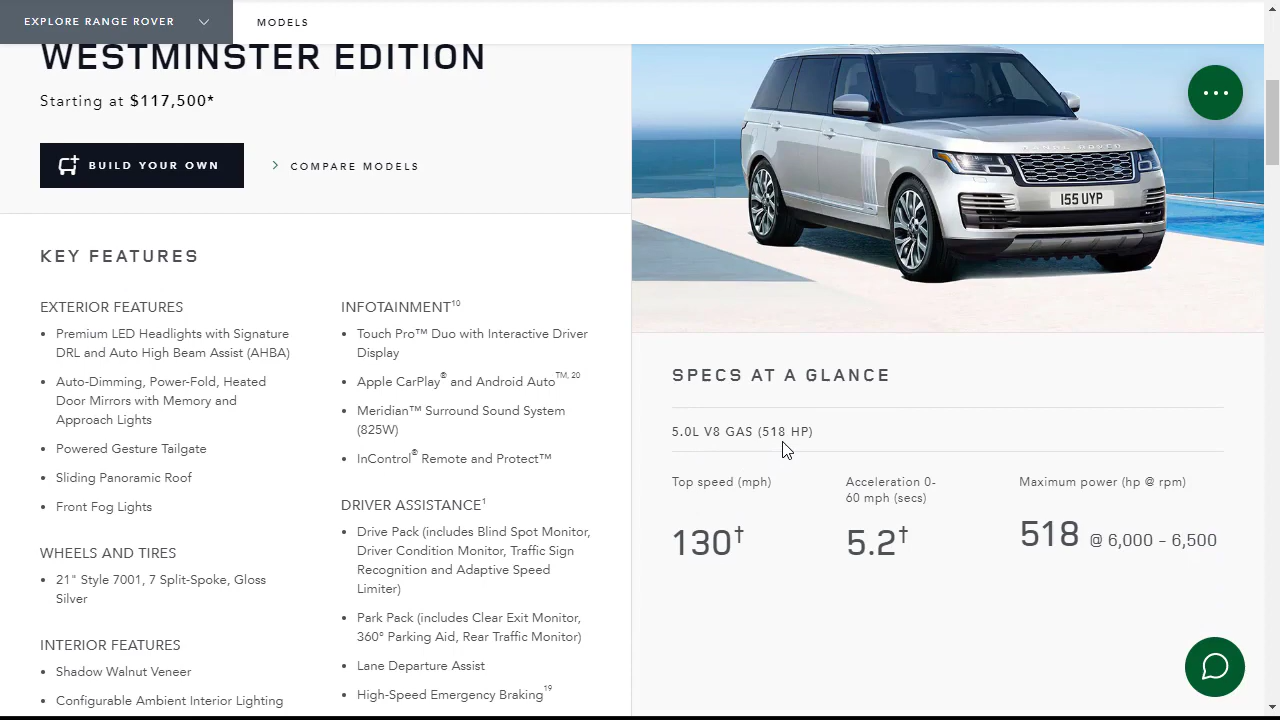 EXPLORE RANGE ROVER
MODELS
WESTMINSTER EDITION
Starting at $117,500*
BUILD YOUR OWN
COMPARE MODELS
KEY FEATURES
EXTERIOR FEATURES
• Premium LED Headlights with Signature
DRL and Auto High Beam Assist (AHBA)
• Auto-Dimming, Power-Fold, Heated
Door Mirrors with Memory and
Approach Lights
• Powered Gesture Tailgate
• Sliding Panoramic Roof
• Front Fog Lights
WHEELS AND TIRES
• 21" Style 7001, 7 Split-Spoke, Gloss
Silver
INTERIOR FEATURES
• Shadow Walnut Veneer
• Configurable Ambient Interior Lighting
INFOTAINMENT10
• Touch Pro™ Duo with Interactive Driver
Display
• Apple CarPlay® and Android Auto™, 20
• Meridian™ Surround Sound System
(825W)
• InControl® Remote and Protect™
DRIVER ASSISTANCE1
• Drive Pack (includes Blind Spot Monitor,
Driver Condition Monitor, Traffic Sign
Recognition and Adaptive Speed
Limiter)
• Park Pack (includes Clear Exit Monitor,
360° Parking Aid, Rear Traffic Monitor)
• Lane Departure Assist
• High-Speed Emergency Braking19
RANGE ROVER
155 UYP
SPECS AT A GLANCE
5.0L V8 GAS (518 HP)
Top speed (mph)
130†
Acceleration 0-
60 mph (secs)
5.2†
Maximum power (hp @ rpm)
518 @ 6,000 – 6,500